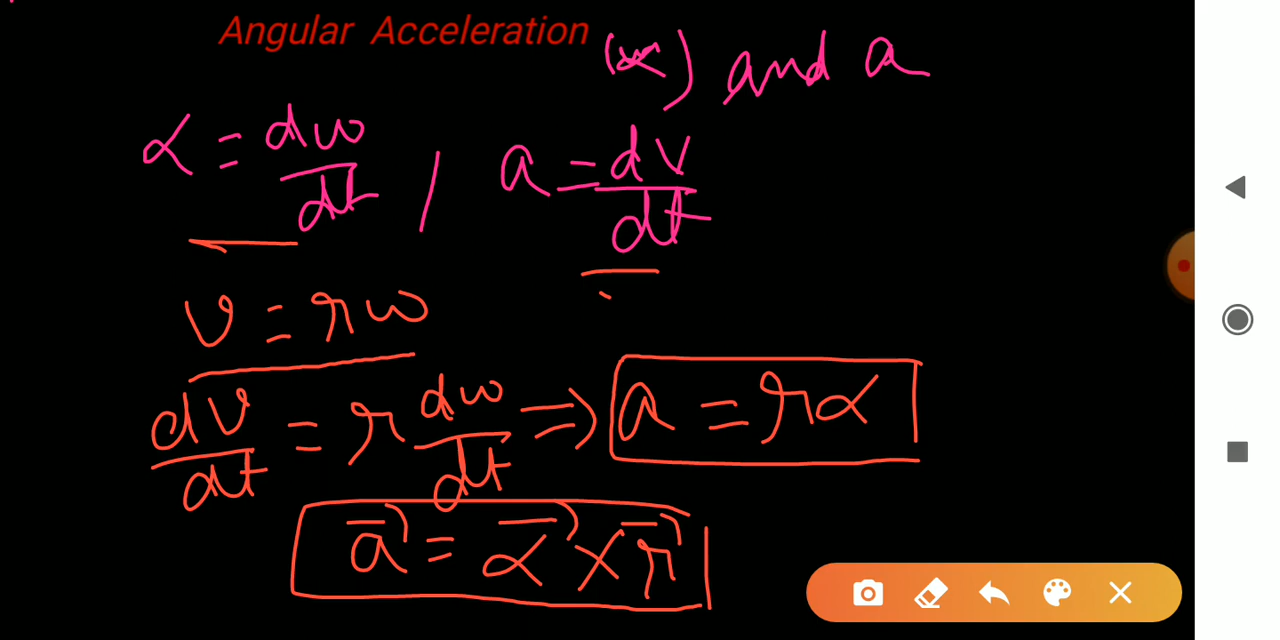 Angular Acceleration (α) and a
α = dω/dt , a = dv/dt
v = rω
dv/dt = r dω/dt ⇒ a = rα
a⃗ = α⃗ × r⃗